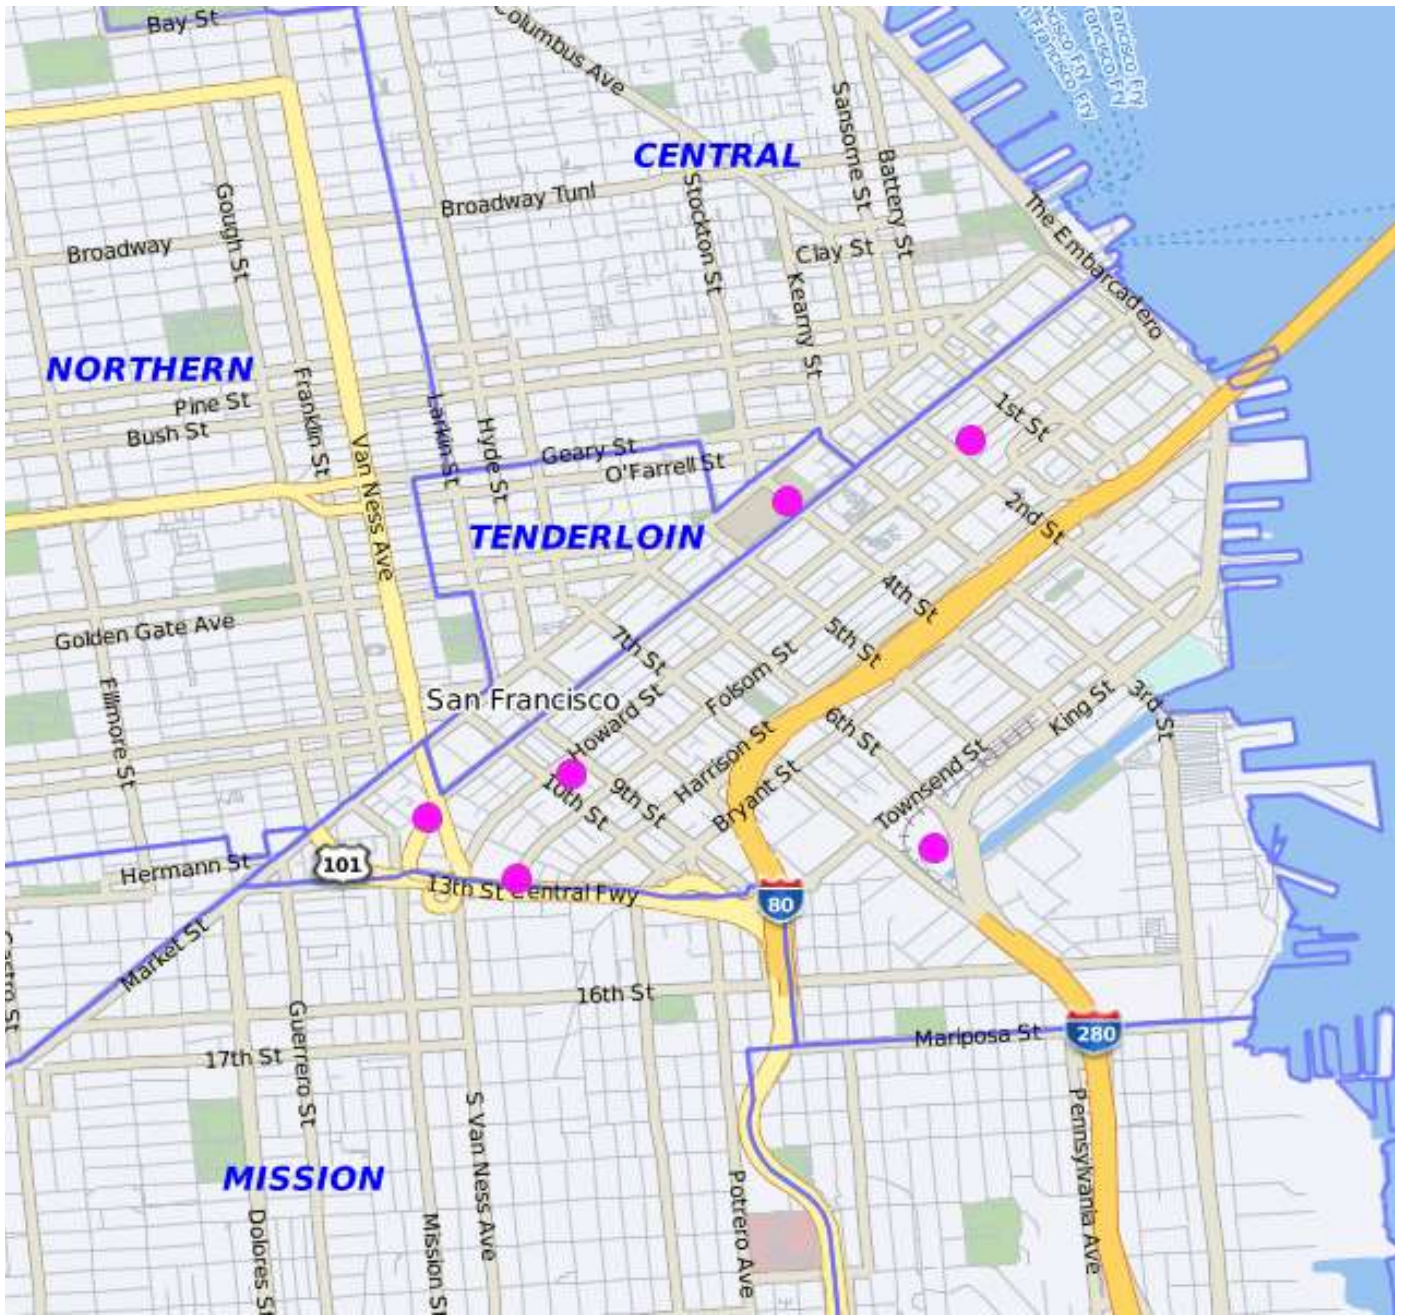 Bay St
Columbus Ave
Francisco Fry
CENTRAL
Sansome St
Battery St
Stockton St
Broadway Tunl
Gough St
The Embarcadero
Broadway
Clay St
Kearny St
NORTHERN
Pine St
Bush St
Franklin St
Larkin St
Hyde St
1st St
Van Ness Ave
Geary St
O'Farrell St
2nd St
TENDERLOIN
4th St
Golden Gate Ave
7th St
5th St
Folsom St
San Francisco
Fillmore St
Howard St
6th St
King St
3rd St
Harrison St
Townsend St
10th St
9th St
Bryant St
Hermann St
101
13th St Central Fwy
80
Market St
Castro St
16th St
Guerrero St
17th St
Mariposa St
280
S Van Ness Ave
Pennsylvania Ave
MISSION
Potrero Ave
Dolores St
Mission St